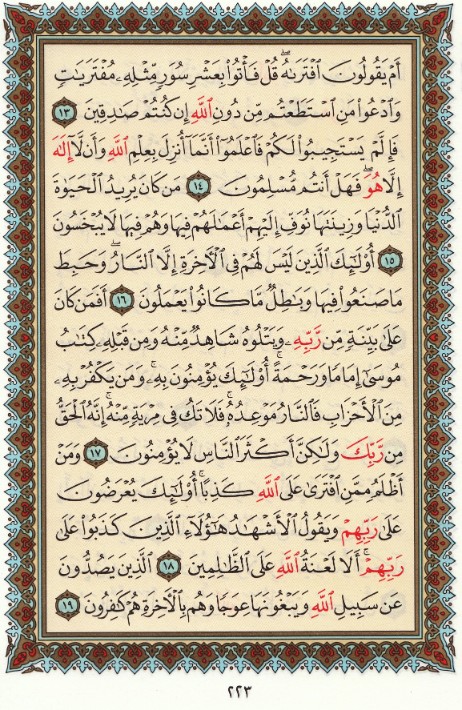 أَمْ يَقُولُونَ ٱفْتَرَىٰهُ ۖ قُلْ فَأْتُوا۟ بِعَشْرِ سُوَرٍ مِّثْلِهِۦ مُفْتَرَيَٰتٍ
وَٱدْعُوا۟ مَنِ ٱسْتَطَعْتُم مِّن دُونِ ٱللَّهِ إِن كُنتُمْ صَٰدِقِينَ ١٣
فَإِلَّمْ يَسْتَجِيبُوا۟ لَكُمْ فَٱعْلَمُوٓا۟ أَنَّمَآ أُنزِلَ بِعِلْمِ ٱللَّهِ وَأَن لَّآ إِلَٰهَ
إِلَّا هُوَ ۖ فَهَلْ أَنتُم مُّسْلِمُونَ ١٤ مَن كَانَ يُرِيدُ ٱلْحَيَوٰةَ
ٱلدُّنْيَا وَزِينَتَهَا نُوَفِّ إِلَيْهِمْ أَعْمَٰلَهُمْ فِيهَا وَهُمْ فِيهَا لَا يُبْخَسُونَ
١٥ أُو۟لَٰٓئِكَ ٱلَّذِينَ لَيْسَ لَهُمْ فِى ٱلْءَاخِرَةِ إِلَّا ٱلنَّارُ ۖ وَحَبِطَ
مَا صَنَعُوا۟ فِيهَا وَبَٰطِلٌ مَّا كَانُوا۟ يَعْمَلُونَ ١٦ أَفَمَن كَانَ
عَلَىٰ بَيِّنَةٍ مِّن رَّبِّهِۦ وَيَتْلُوهُ شَاهِدٌ مِّنْهُ وَمِن قَبْلِهِۦ كِتَٰبُ
مُوسَىٰٓ إِمَامًا وَرَحْمَةً ۚ أُو۟لَٰٓئِكَ يُؤْمِنُونَ بِهِۦ ۚ وَمَن يَكْفُرْ بِهِۦ
مِنَ ٱلْأَحْزَابِ فَٱلنَّارُ مَوْعِدُهُۥ ۚ فَلَا تَكُ فِى مِرْيَةٍ مِّنْهُ ۚ إِنَّهُ ٱلْحَقُّ
مِن رَّبِّكَ وَلَٰكِنَّ أَكْثَرَ ٱلنَّاسِ لَا يُؤْمِنُونَ ١٧ وَمَنْ
أَظْلَمُ مِمَّنِ ٱفْتَرَىٰ عَلَى ٱللَّهِ كَذِبًا ۚ أُو۟لَٰٓئِكَ يُعْرَضُونَ
عَلَىٰ رَبِّهِمْ وَيَقُولُ ٱلْأَشْهَٰدُ هَٰٓؤُلَآءِ ٱلَّذِينَ كَذَبُوا۟ عَلَىٰ
رَبِّهِمْ ۚ أَلَا لَعْنَةُ ٱللَّهِ عَلَى ٱلظَّٰلِمِينَ ١٨ ٱلَّذِينَ يَصُدُّونَ
عَن سَبِيلِ ٱللَّهِ وَيَبْغُونَهَا عِوَجًا وَهُم بِٱلْءَاخِرَةِ هُمْ كَٰفِرُونَ ١٩
٢٢٣